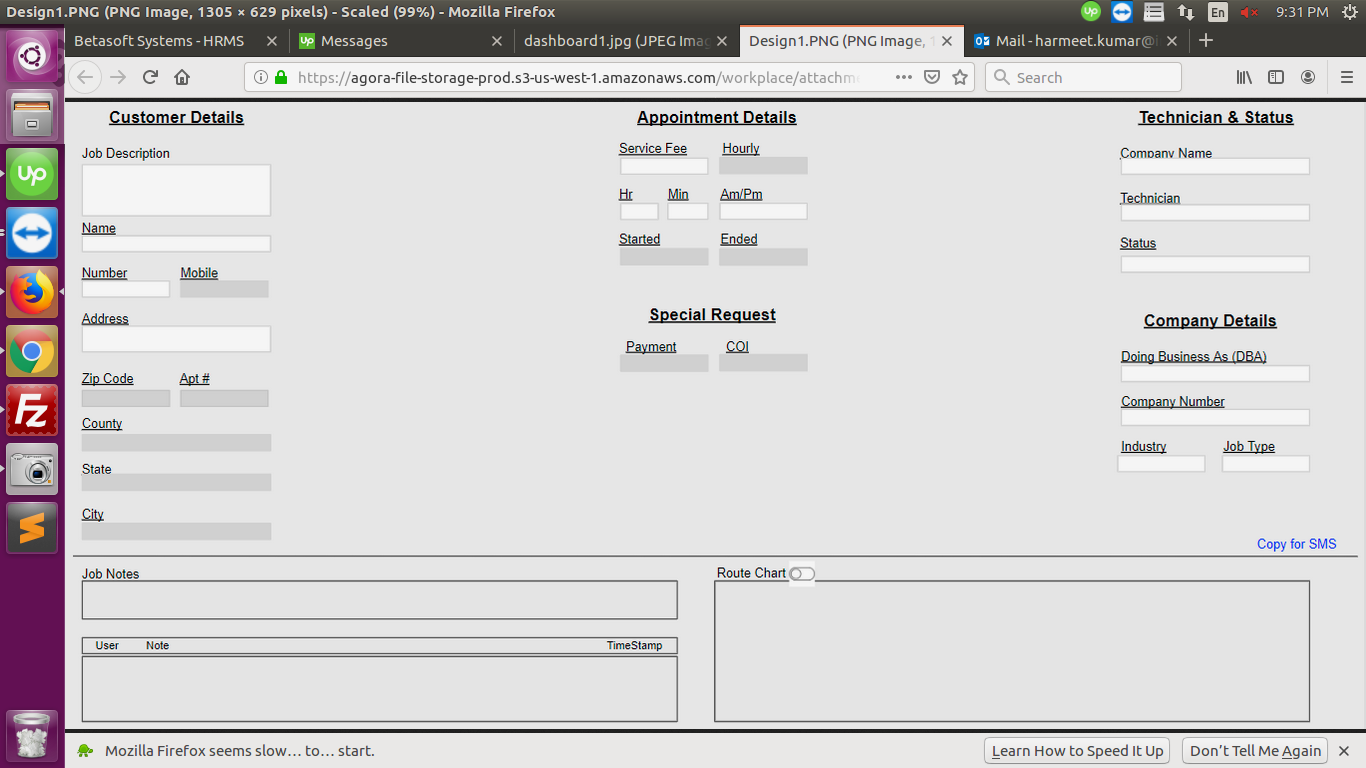 Design1.PNG (PNG Image, 1305 × 629 pixels) - Scaled (99%) - Mozilla Firefox
Up
En
9:31 PM
Betasoft Systems - HRMS
Up Messages
dashboard1.jpg (JPEG Imag
Design1.PNG (PNG Image, 1
Mail - harmeet.kumar@i
https://agora-file-storage-prod.s3-us-west-1.amazonaws.com/workplace/attachm
Search
Up
Fz
Customer Details
Job Description
Name
Number Mobile
Address
Zip Code Apt #
County
State
City
Appointment Details
Service Fee Hourly
Hr Min Am/Pm
Started Ended
Special Request
Payment COI
Technician & Status
Company Name
Technician
Status
Company Details
Doing Business As (DBA)
Company Number
Industry Job Type
Copy for SMS
Job Notes
User Note TimeStamp
Route Chart
Mozilla Firefox seems slow… to… start.
Learn How to Speed It Up
Don't Tell Me Again